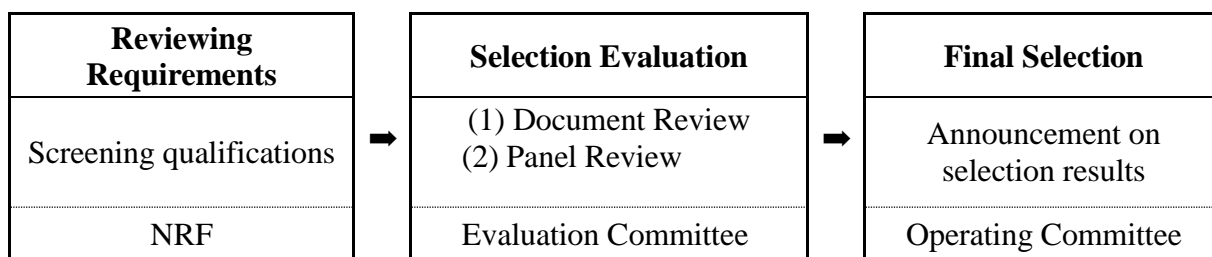 Reviewing
Requirements
Screening qualifications
NRF
➡
Selection Evaluation
(1) Document Review
(2) Panel Review
Evaluation Committee
➡
Final Selection
Announcement on
selection results
Operating Committee